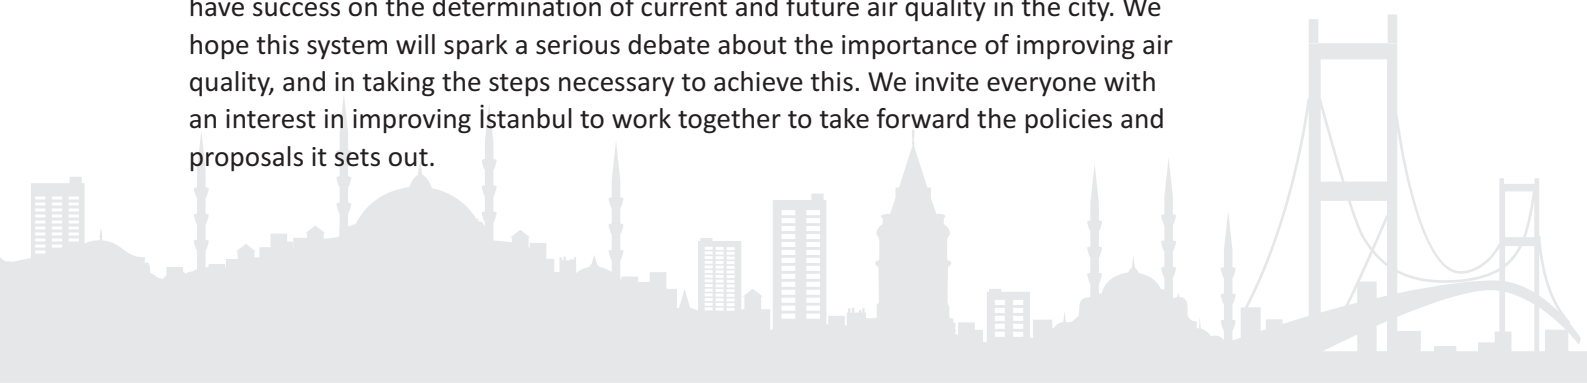 have success on the determination of current and future air quality in the city. We
hope this system will spark a serious debate about the importance of improving air
quality, and in taking the steps necessary to achieve this. We invite everyone with
an interest in improving İstanbul to work together to take forward the policies and
proposals it sets out.